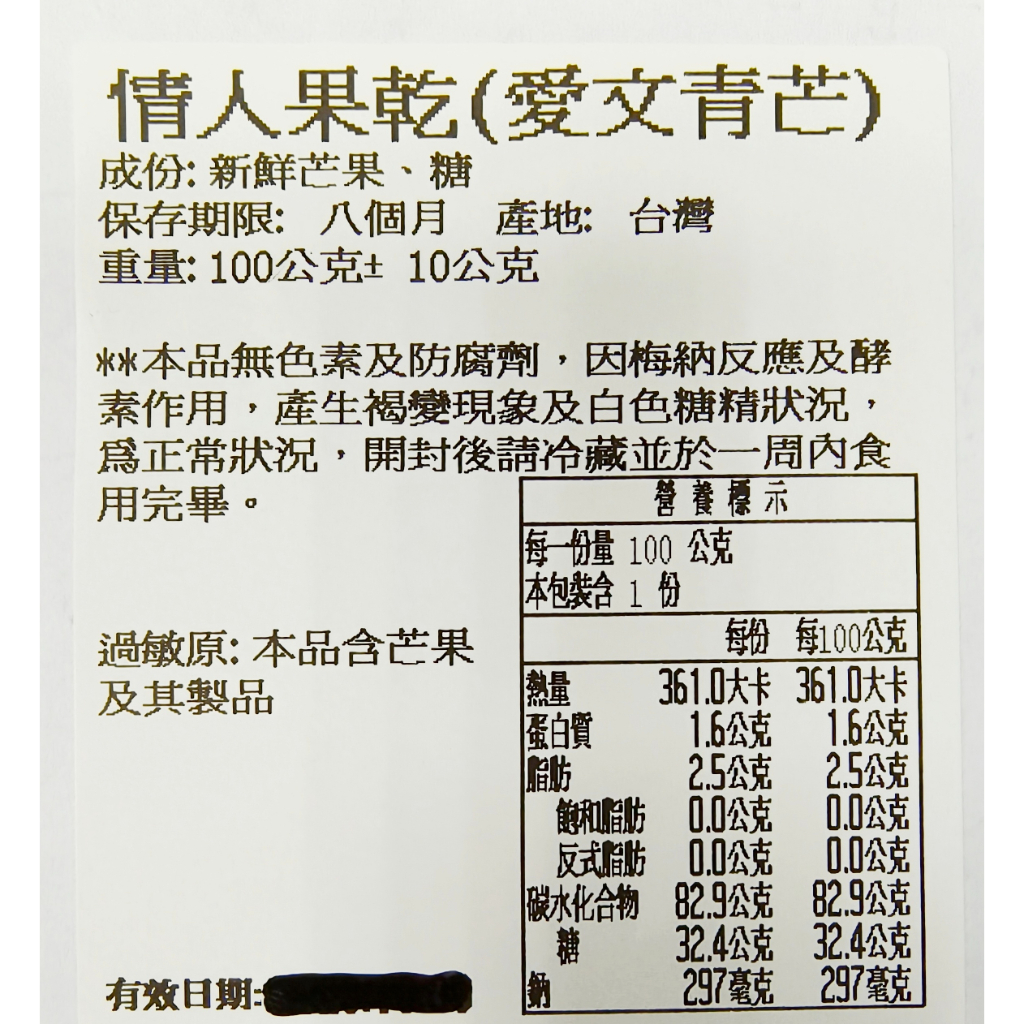 情人果乾(愛文青芒)
成份: 新鮮芒果、糖
保存期限: 八個月 產地: 台灣
重量: 100公克± 10公克
**本品無色素及防腐劑，因梅納反應及酵
素作用，產生褐變現象及白色糖精狀況，
為正常狀況，開封後請冷藏並於一周內食
用完畢。
過敏原: 本品含芒果
及其製品
有效日期:
營養標示
每一份量 100 公克
本包裝含 1 份
每份 每100公克
熱量 361.0大卡 361.0大卡
蛋白質 1.6公克 1.6公克
脂肪 2.5公克 2.5公克
飽和脂肪 0.0公克 0.0公克
反式脂肪 0.0公克 0.0公克
碳水化合物 82.9公克 82.9公克
糖 32.4公克 32.4公克
鈉 297毫克 297毫克